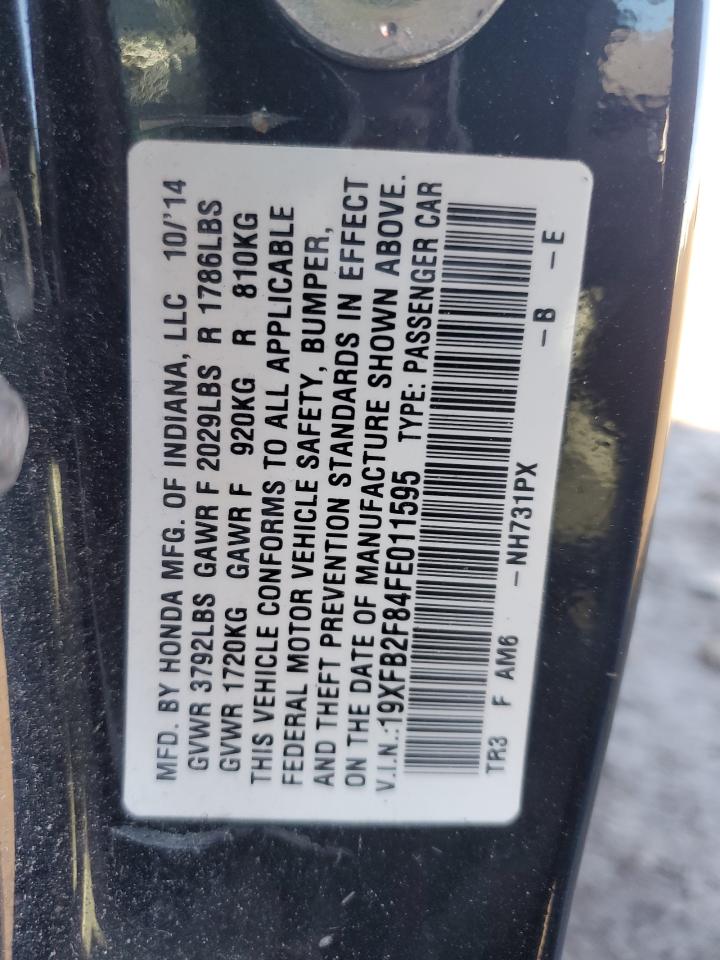 MFD. BY HONDA MFG. OF INDIANA, LLC 10/'14
GVWR 3792LBS GAWR F 2029LBS R 1786LBS
GVWR 1720KG GAWR F 920KG R 810KG
THIS VEHICLE CONFORMS TO ALL APPLICABLE
FEDERAL MOTOR VEHICLE SAFETY, BUMPER,
AND THEFT PREVENTION STANDARDS IN EFFECT
ON THE DATE OF MANUFACTURE SHOWN ABOVE.
V.I.N.:19XFB2F84FE011595 TYPE: PASSENGER CAR
TR3 F AM6 -NH731PX -B -E